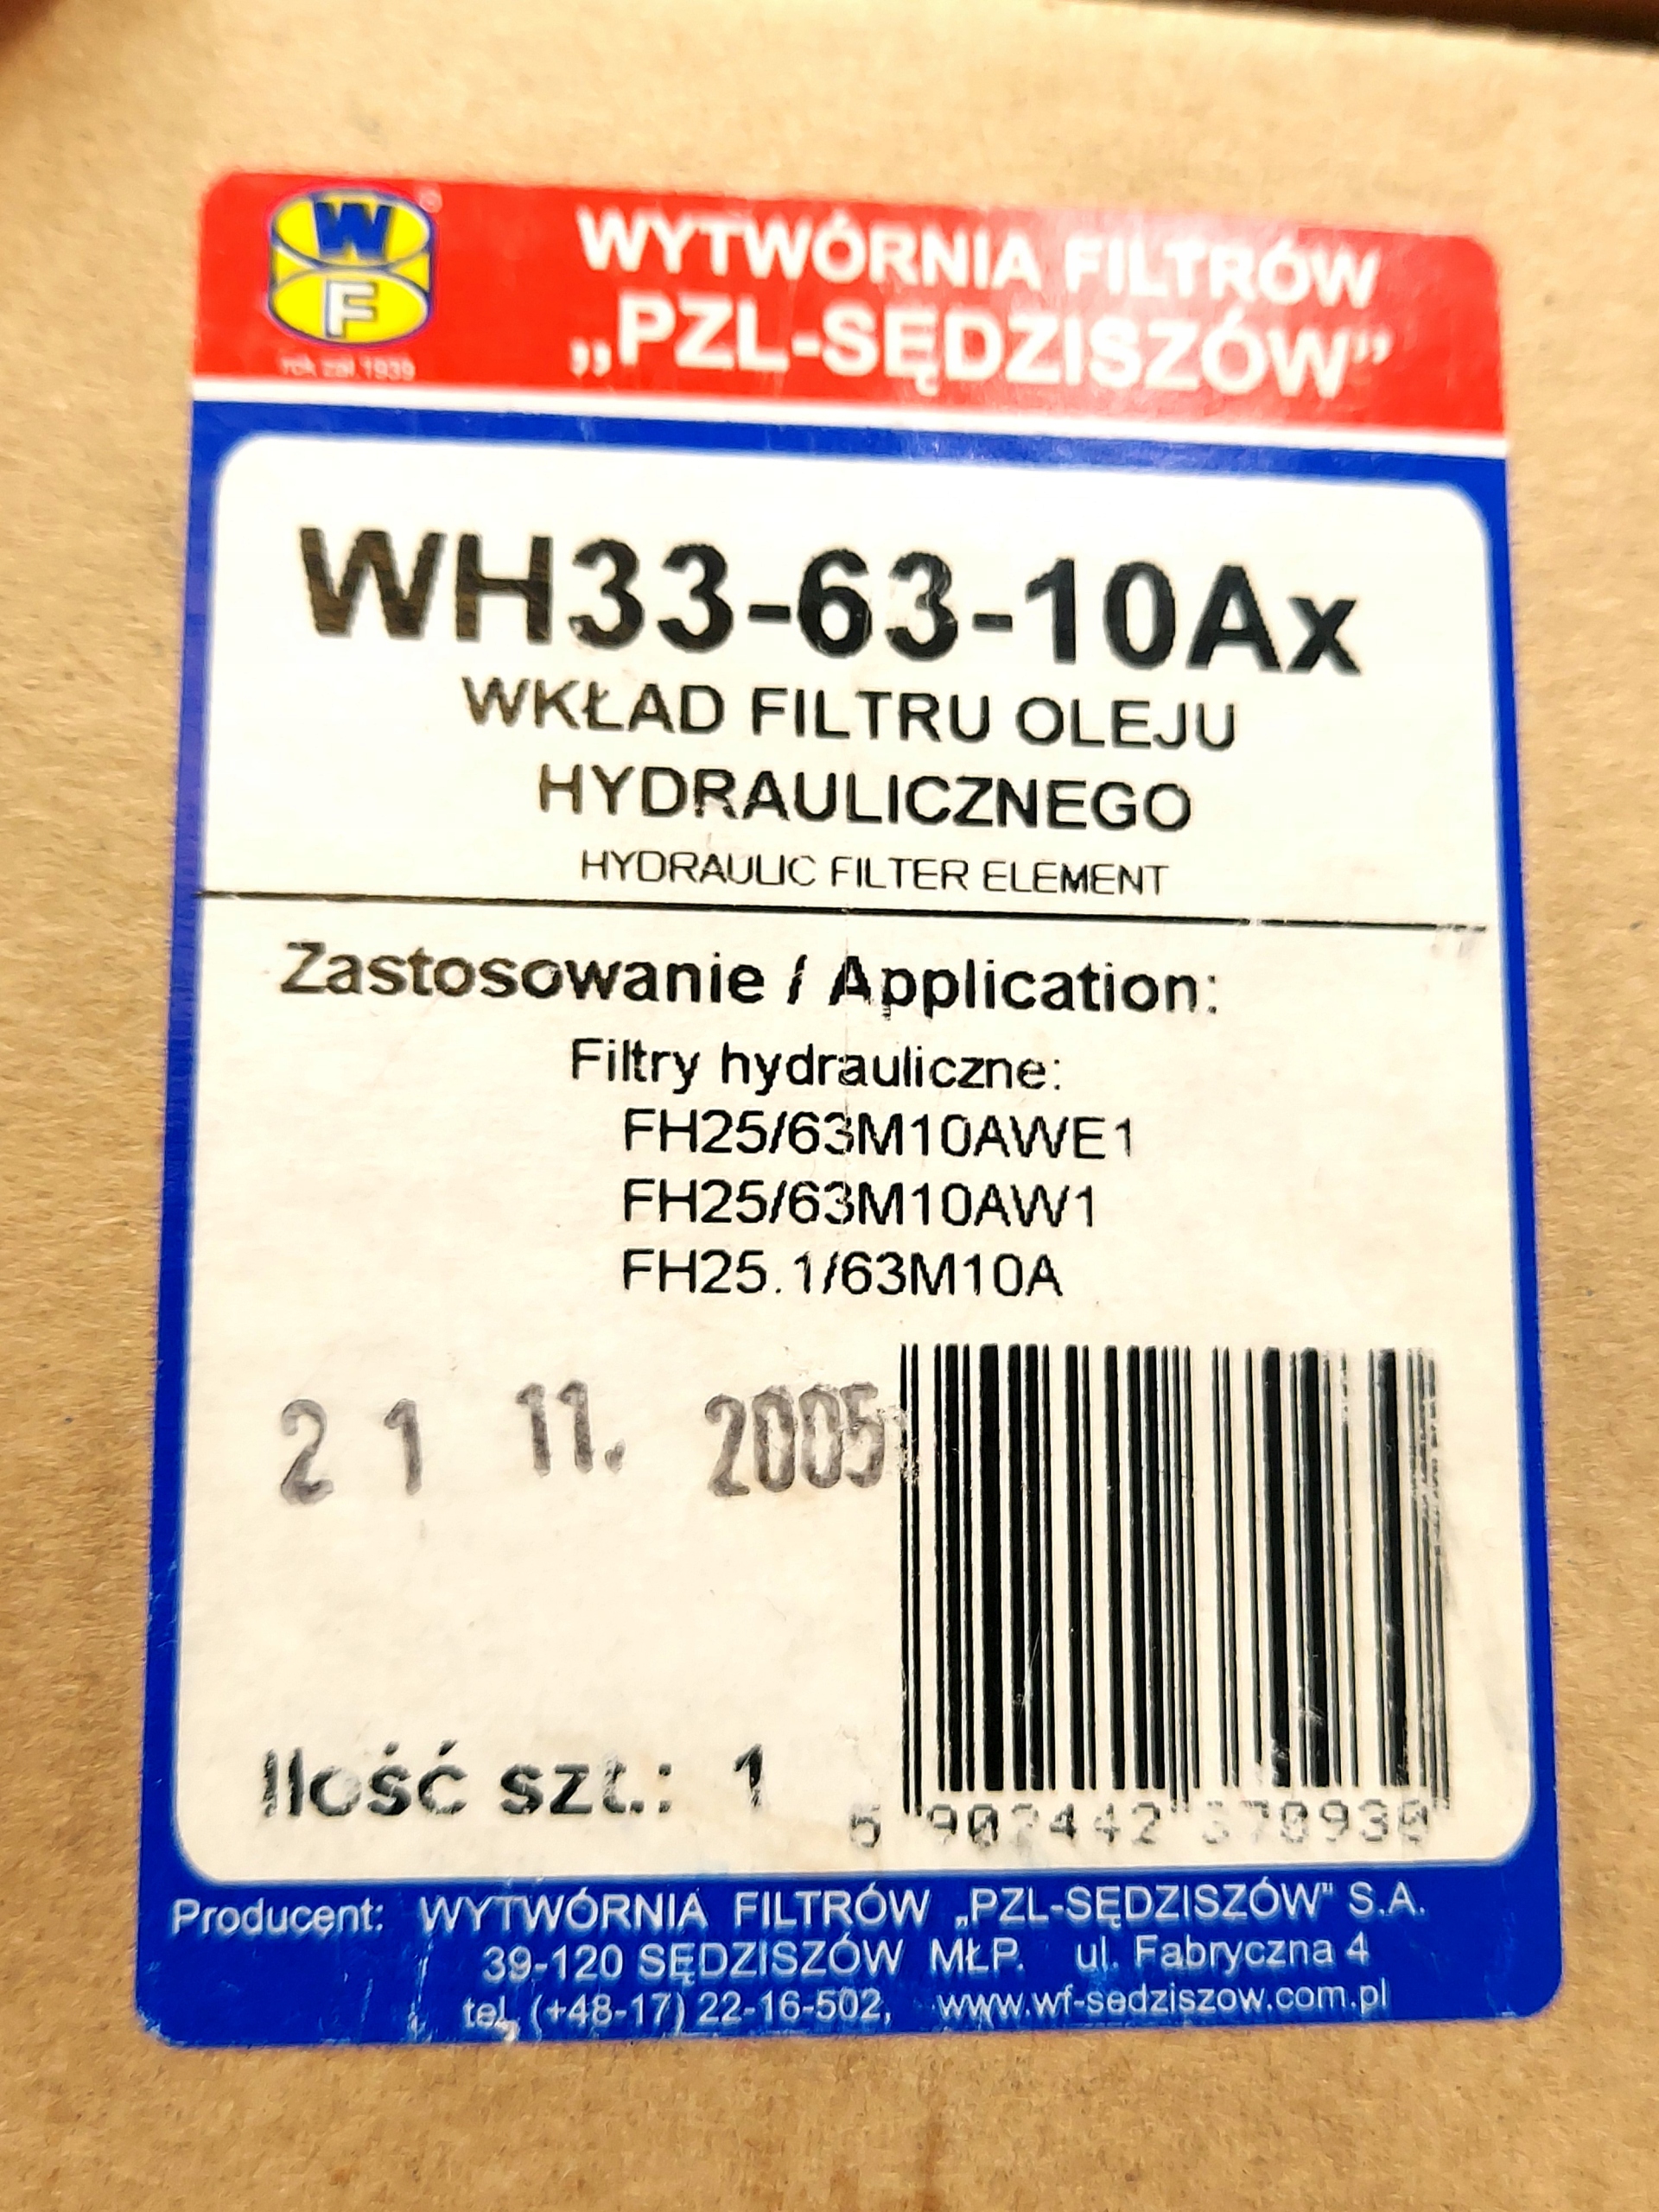 W
F
rok zał.1939
WYTWÓRNIA FILTRÓW
„PZL-SĘDZISZÓW”
WH33-63-10Ax
WKŁAD FILTRU OLEJU
HYDRAULICZNEGO
HYDRAULIC FILTER ELEMENT
Zastosowanie / Application:
Filtry hydrauliczne:
FH25/63M10AWE1
FH25/63M10AW1
FH25.1/63M10A
21 11. 2005
Ilość szt.: 1
5 902442 370930
Producent: WYTWÓRNIA FILTRÓW „PZL-SĘDZISZÓW” S.A.
39-120 SĘDZISZÓW MŁP. ul. Fabryczna 4
tel. (+48-17) 22-16-502, www.wf-sedziszow.com.pl